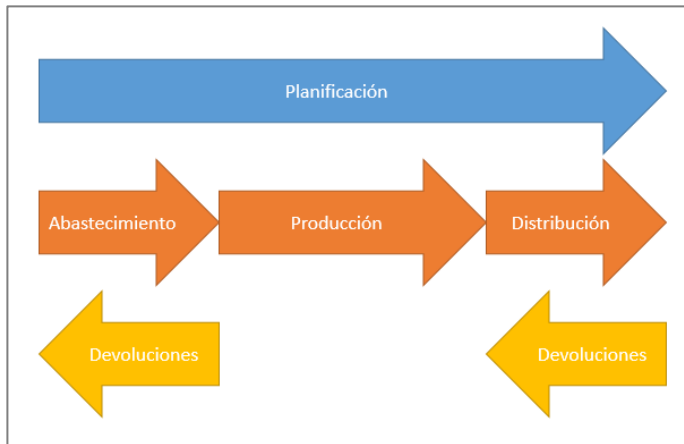 Planificación
Abastecimiento
Producción
Distribución
Devoluciones
Devoluciones